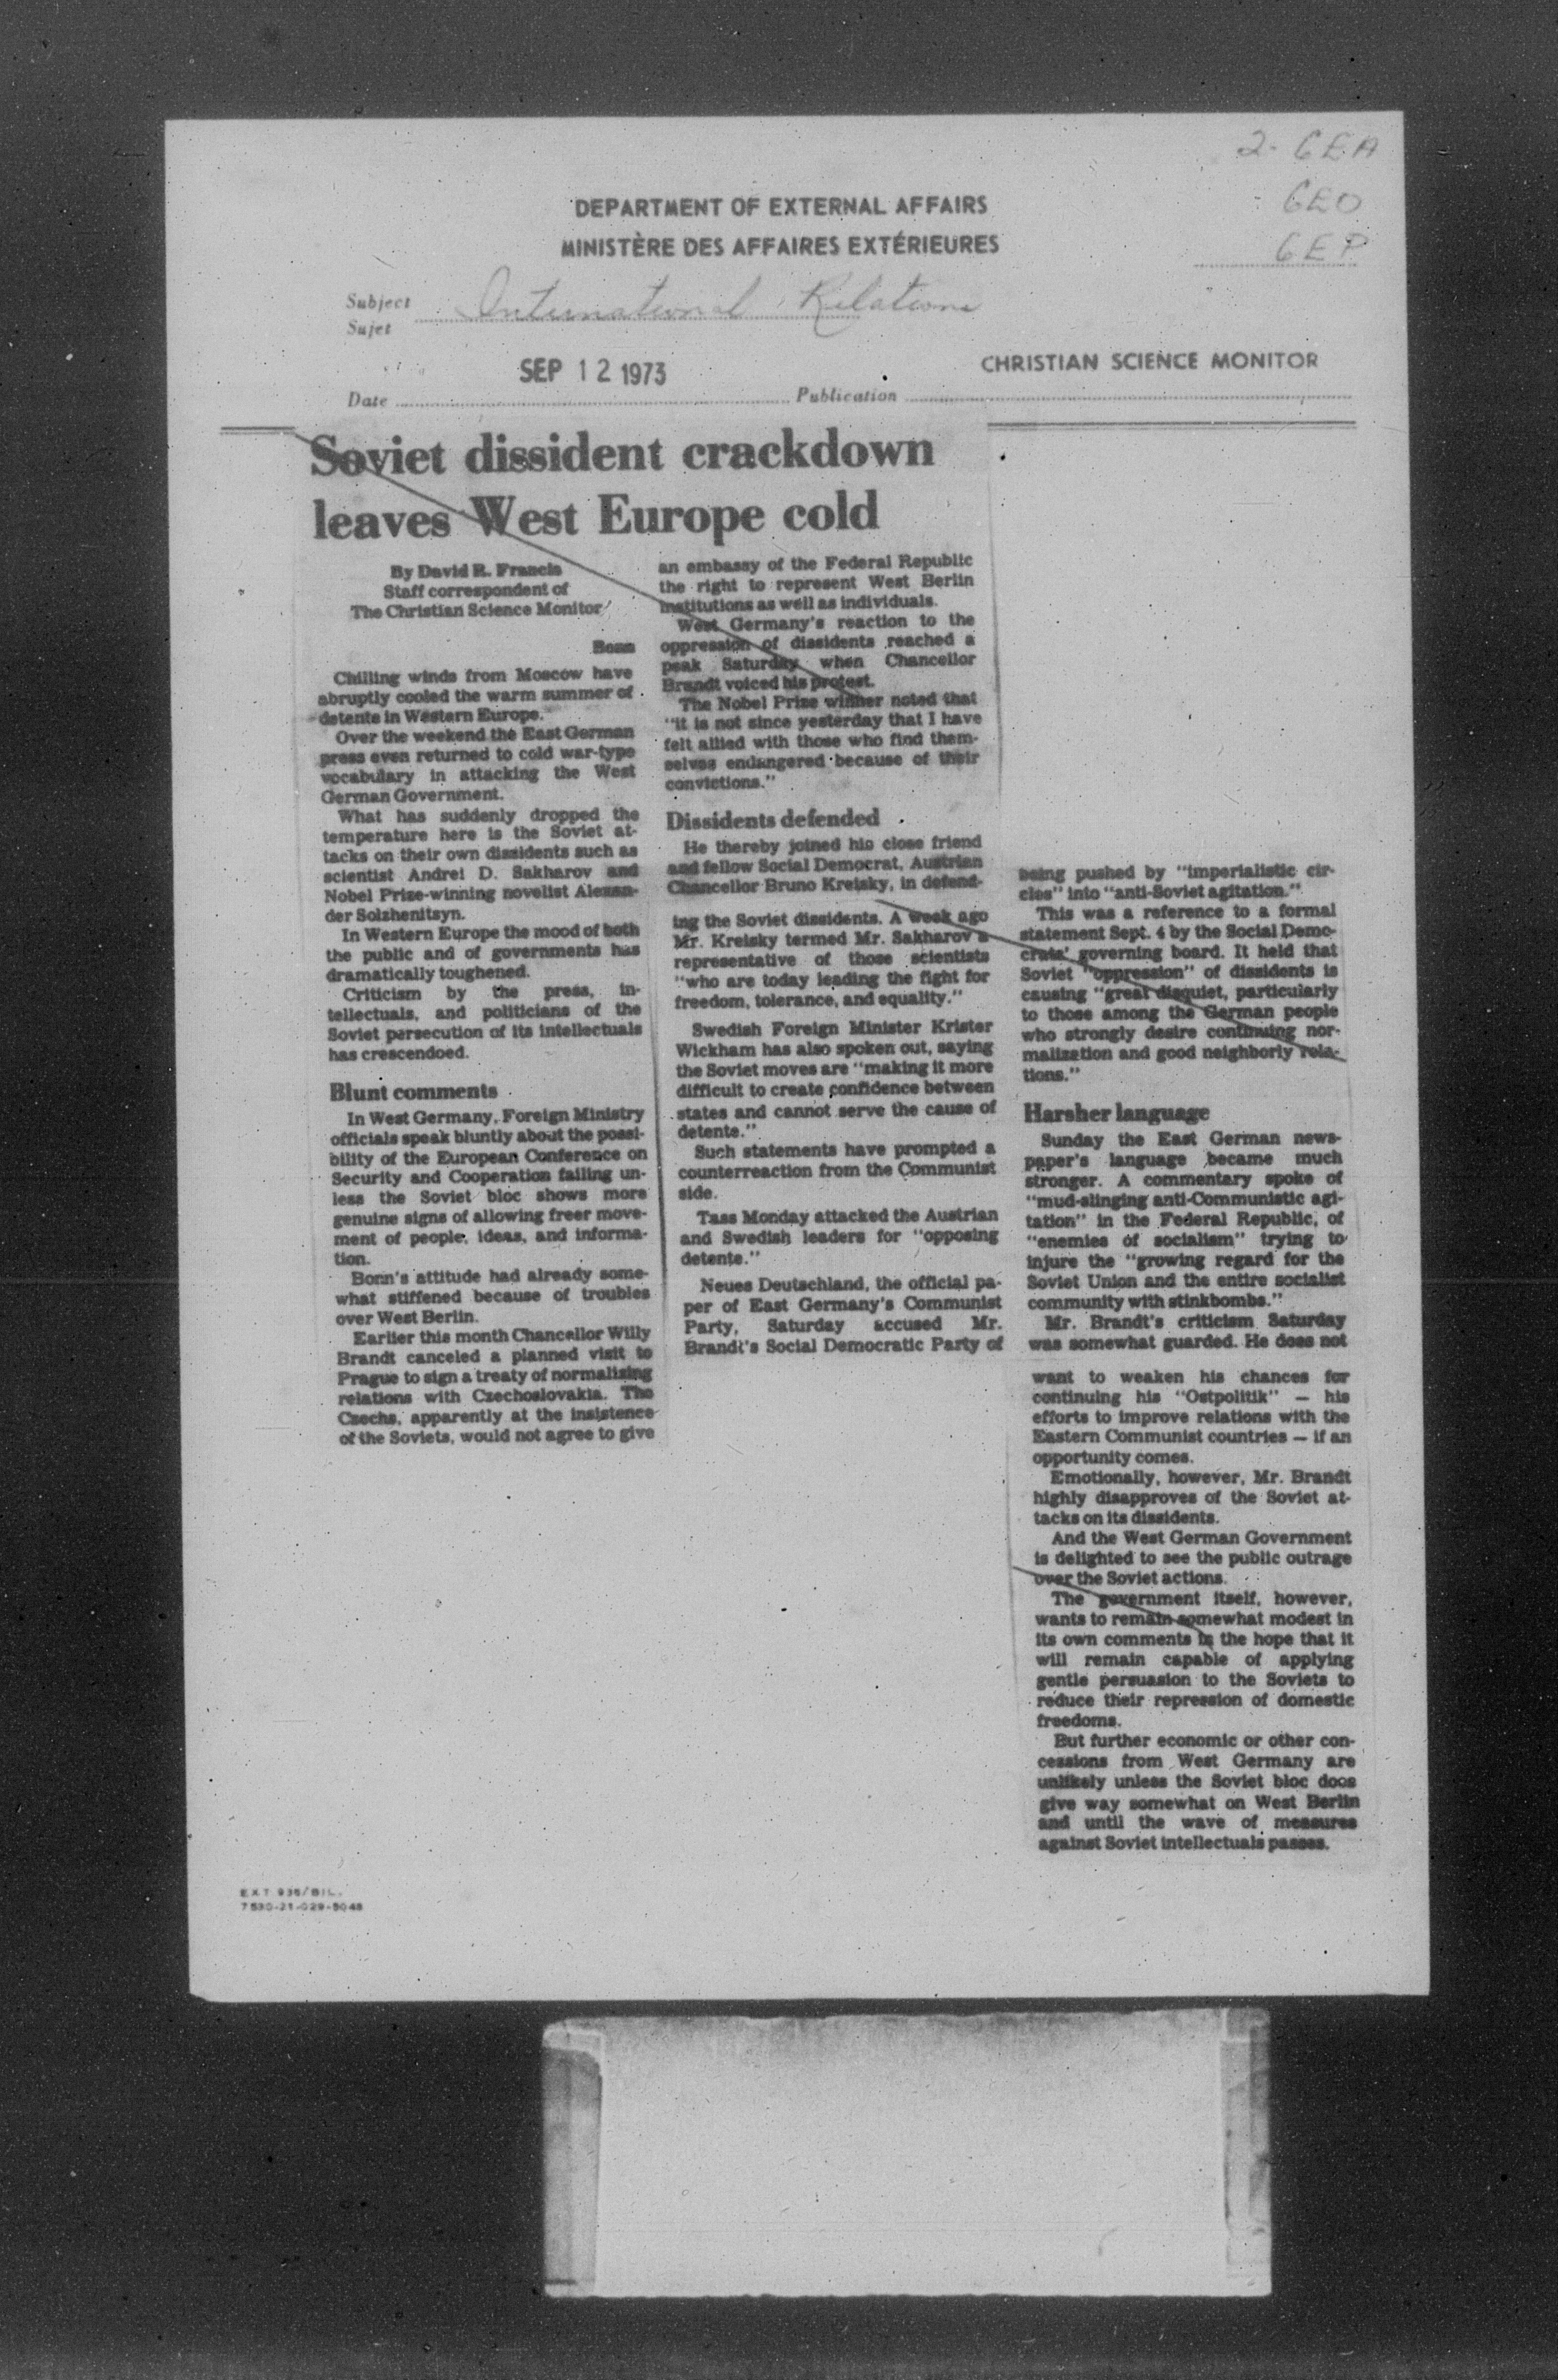 2- GEA
GEO
GEP
DEPARTMENT OF EXTERNAL AFFAIRS
MINISTÈRE DES AFFAIRES EXTÉRIEURES
Subject
Sujet
International Relations
SEP 12 1973
CHRISTIAN SCIENCE MONITOR
Date
Publication
Soviet dissident crackdown
leaves West Europe cold
By David R. Francis
Staff correspondent of
The Christian Science Monitor
Bonn
Chilling winds from Moscow have
abruptly cooled the warm summer of
detente in Western Europe.
Over the weekend the East German
press even returned to cold war-type
vocabulary in attacking the West
German Government.
What has suddenly dropped the
temperature here is the Soviet at-
tacks on their own dissidents such as
scientist Andrei D. Sakharov and
Nobel Prize-winning novelist Alexan-
der Solzhenitsyn.
In Western Europe the mood of both
the public and of governments has
dramatically toughened.
Criticism by the press, in-
tellectuals, and politicians of the
Soviet persecution of its intellectuals
has crescendoed.
Blunt comments
In West Germany, Foreign Ministry
officials speak bluntly about the possi-
bility of the European Conference on
Security and Cooperation failing un-
less the Soviet bloc shows more
genuine signs of allowing freer move-
ment of people, ideas, and informa-
tion.
Bonn's attitude had already some-
what stiffened because of troubles
over West Berlin.
Earlier this month Chancellor Willy
Brandt canceled a planned visit to
Prague to sign a treaty of normalizing
relations with Czechoslovakia. The
Czechs, apparently at the insistence
of the Soviets, would not agree to give
an embassy of the Federal Republic
the right to represent West Berlin
institutions as well as individuals.
West Germany's reaction to the
oppression of dissidents reached a
peak Saturday when Chancellor
Brandt voiced his protest.
The Nobel Prize winner noted that
"it is not since yesterday that I have
felt allied with those who find them-
selves endangered because of their
convictions."
Dissidents defended
He thereby joined his close friend
and fellow Social Democrat, Austrian
Chancellor Bruno Kreisky, in defend-
ing the Soviet dissidents. A week ago
Mr. Kreisky termed Mr. Sakharov a
representative of those scientists
"who are today leading the fight for
freedom, tolerance, and equality."
Swedish Foreign Minister Krister
Wickham has also spoken out, saying
the Soviet moves are "making it more
difficult to create confidence between
states and cannot serve the cause of
detente."
Such statements have prompted a
counterreaction from the Communist
side.
Tass Monday attacked the Austrian
and Swedish leaders for "opposing
detente."
Neues Deutschland, the official pa-
per of East Germany's Communist
Party, Saturday accused Mr.
Brandt's Social Democratic Party of
being pushed by "imperialistic cir-
cles" into "anti-Soviet agitation."
This was a reference to a formal
statement Sept. 4 by the Social Demo-
crats' governing board. It held that
Soviet "oppression" of dissidents is
causing "great disquiet, particularly
to those among the German people
who strongly desire continuing nor-
malization and good neighborly rela-
tions."
Harsher language
Sunday the East German news-
paper's language became much
stronger. A commentary spoke of
"mud-slinging anti-Communistic agi-
tation" in the Federal Republic, of
"enemies of socialism" trying to
injure the "growing regard for the
Soviet Union and the entire socialist
community with stinkbombs."
Mr. Brandt's criticism Saturday
was somewhat guarded. He does not
want to weaken his chances for
continuing his "Ostpolitik" — his
efforts to improve relations with the
Eastern Communist countries — if an
opportunity comes.
Emotionally, however, Mr. Brandt
highly disapproves of the Soviet at-
tacks on its dissidents.
And the West German Government
is delighted to see the public outrage
over the Soviet actions.
The government itself, however,
wants to remain somewhat modest in
its own comments in the hope that it
will remain capable of applying
gentle persuasion to the Soviets to
reduce their repression of domestic
freedoms.
But further economic or other con-
cessions from West Germany are
unlikely unless the Soviet bloc does
give way somewhat on West Berlin
and until the wave of measures
against Soviet intellectuals passes.
EXT 935/BIL.
7530-21-029-5048